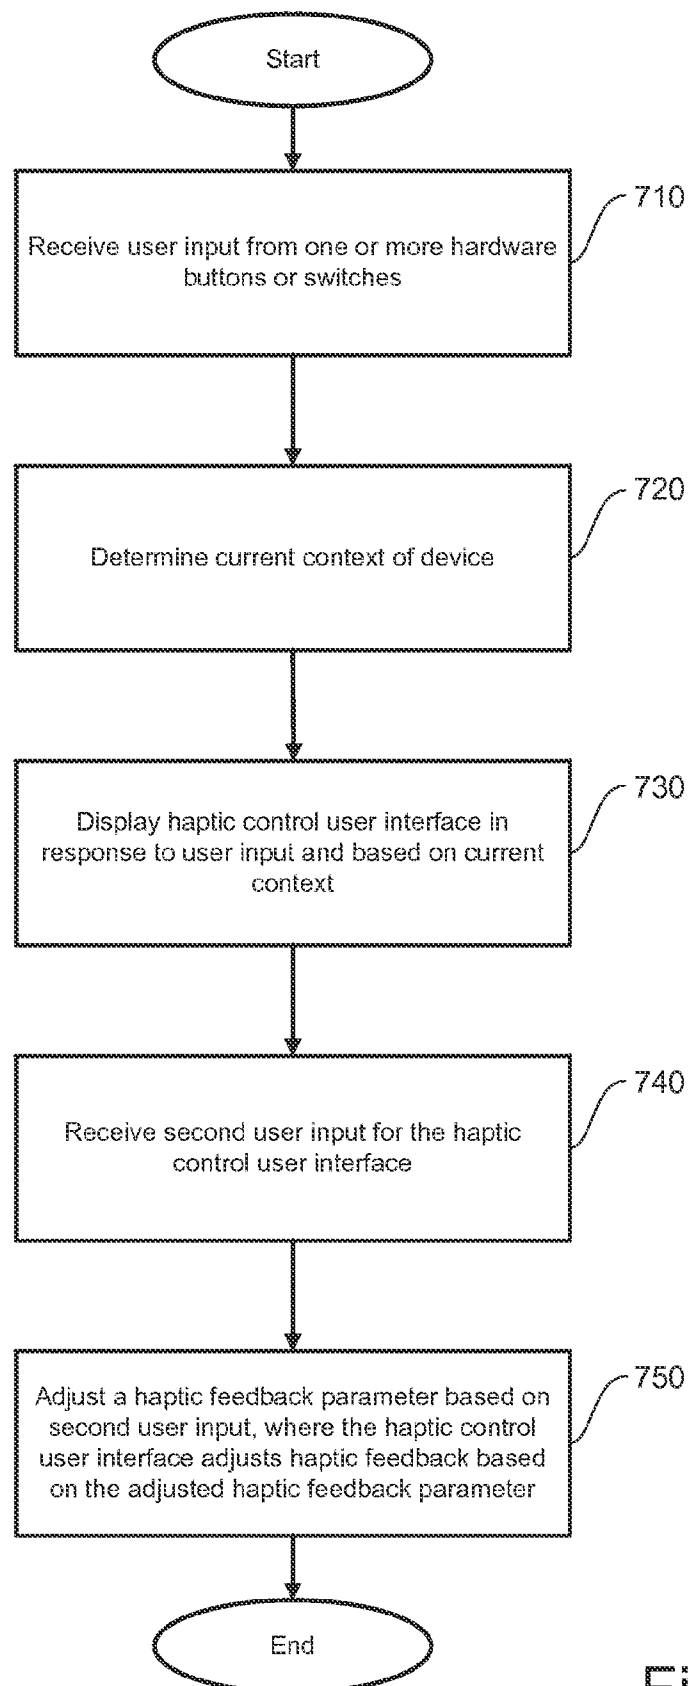 Start
710
Receive user input from one or more hardware
buttons or switches
720
Determine current context of device
730
Display haptic control user interface in
response to user input and based on current
context
740
Receive second user input for the haptic
control user interface
750
Adjust a haptic feedback parameter based on
second user input, where the haptic control
user interface adjusts haptic feedback based
on the adjusted haptic feedback parameter
End